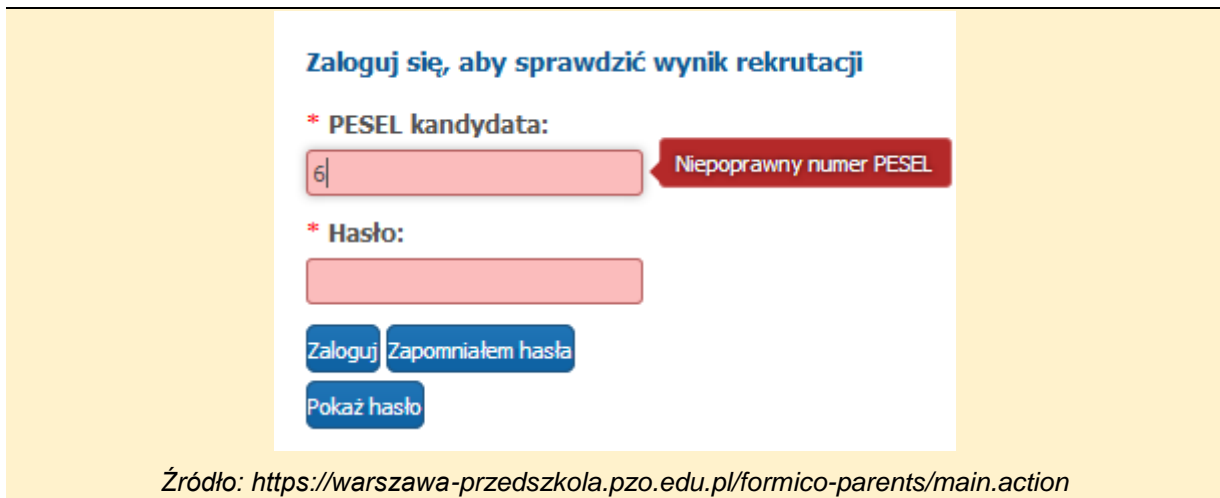 Zaloguj się, aby sprawdzić wynik rekrutacji
* PESEL kandydata:
6
Niepoprawny numer PESEL
* Hasło:
Zaloguj Zapomniałem hasła
Pokaż hasło
Źródło: https://warszawa-przedszkola.pzo.edu.pl/formico-parents/main.action